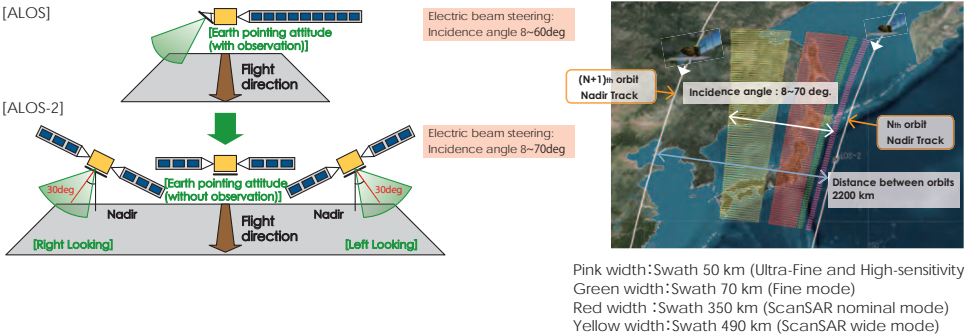 [ALOS]
Electric beam steering:
Incidence angle 8~60deg
[Earth pointing attitude
(with observation)]
Flight
direction
[ALOS-2]
Electric beam steering:
Incidence angle 8~70deg
30deg
[Earth pointing attitude
(without observation)]
30deg
Nadir
Nadir
Flight
direction
[Right Looking]
[Left Looking]
(N+1)th orbit
Nadir Track
Incidence angle : 8~70 deg.
Nth orbit
Nadir Track
ALOS-2
Distance between orbits
2200 km
Pink width:Swath 50 km (Ultra-Fine and High-sensitivity
Green width:Swath 70 km (Fine mode)
Red width :Swath 350 km (ScanSAR nominal mode)
Yellow width:Swath 490 km (ScanSAR wide mode)